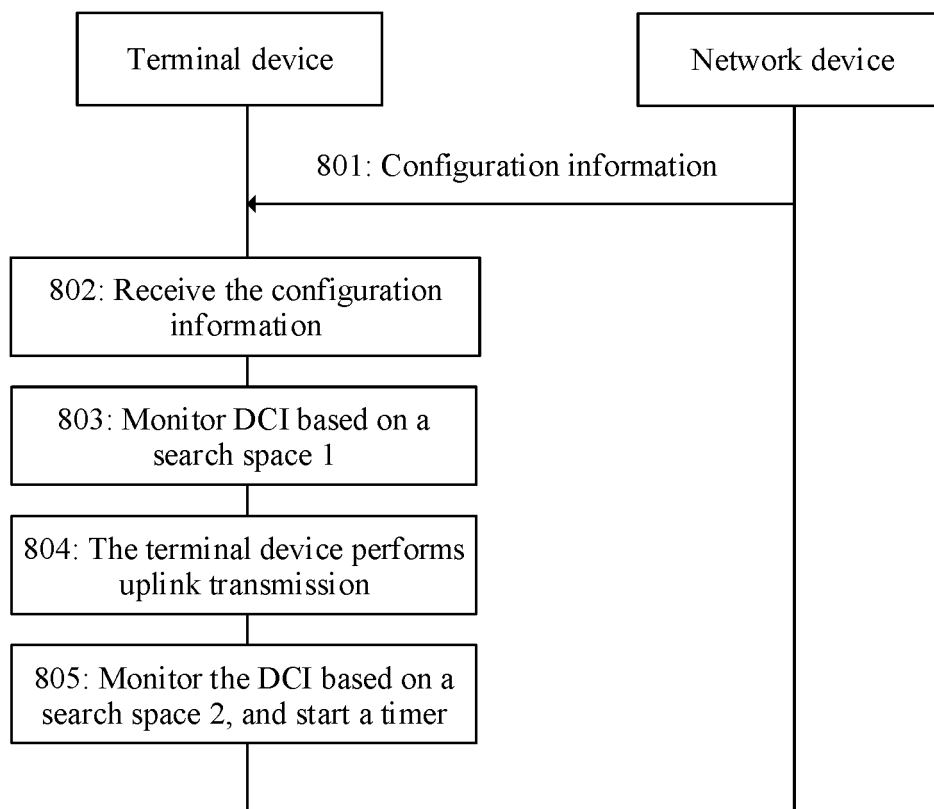 Terminal device
Network device
801: Configuration information
802: Receive the configuration
information
803: Monitor DCI based on a
search space 1
804: The terminal device performs
uplink transmission
805: Monitor the DCI based on a
search space 2, and start a timer